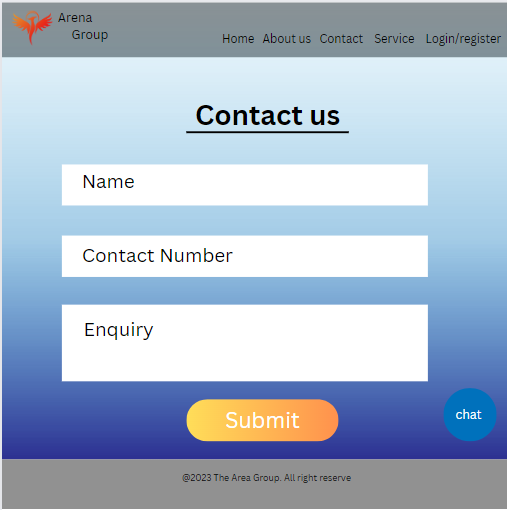 Arena
Group
Home About us Contact Service Login/register
Contact us
Name
Contact Number
Enquiry
Submit
chat
@2023 The Area Group. All right reserve